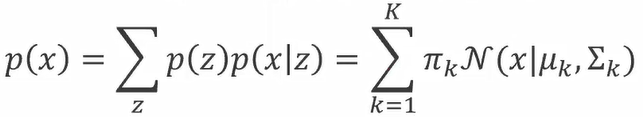 p(x) = ∑_z p(z)p(x|z) = ∑_{k=1}^{K} π_k 𝒩(x|μ_k, Σ_k)